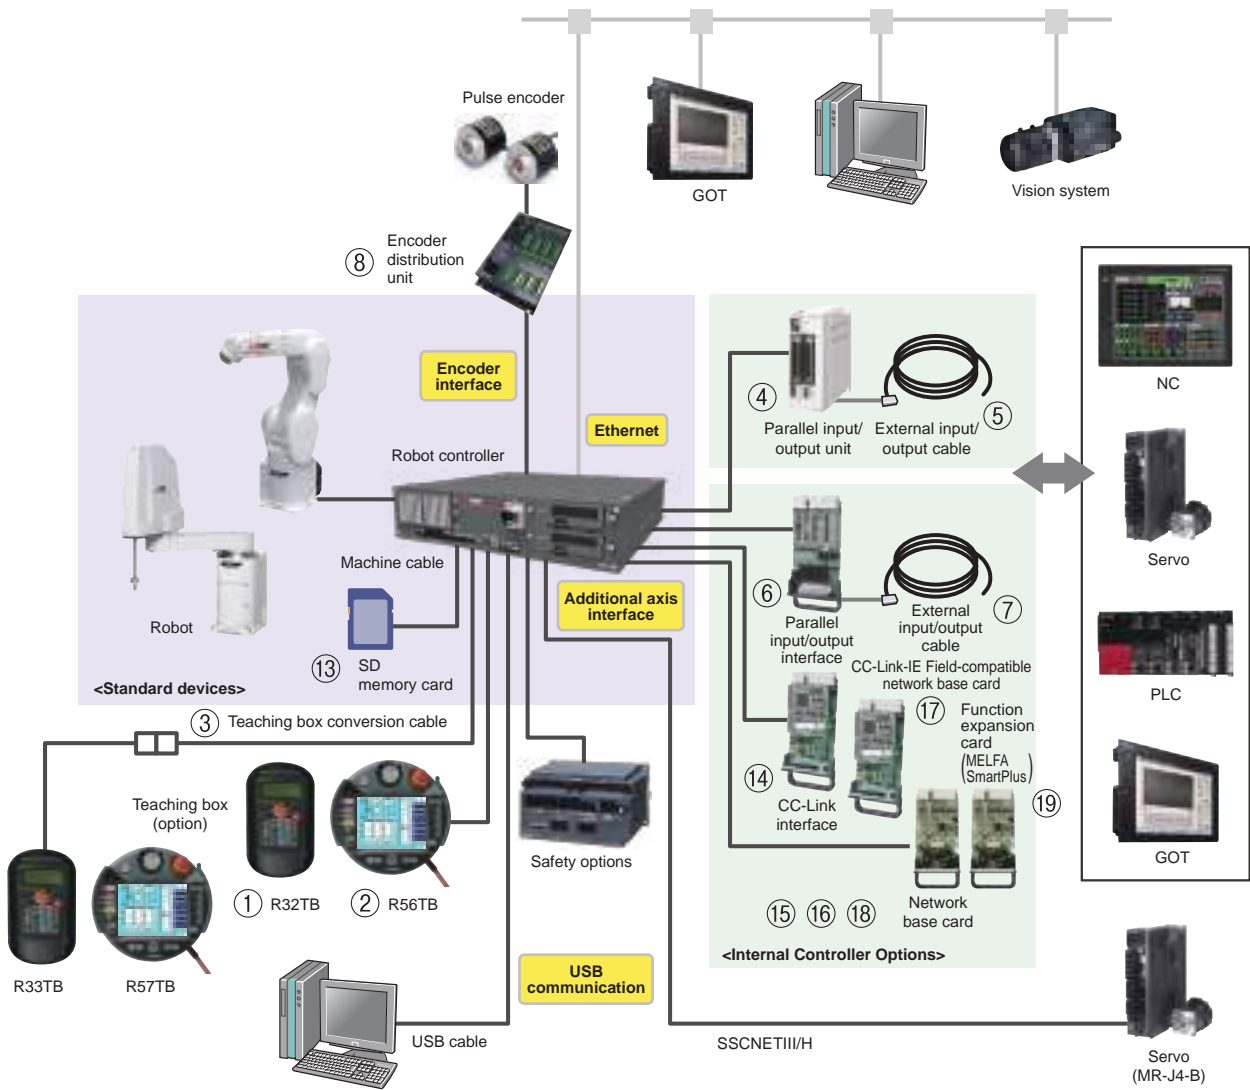 Pulse encoder
GOT
Vision system
⑧
Encoder
distribution
unit
Encoder
interface
Ethernet
Robot controller
Machine cable
Additional axis
interface
Robot
⑬
SD
memory card
<Standard devices>
④
Parallel input/
output unit
External input/
output cable
⑤
⑥
Parallel
input/output
interface
External
input/output
cable
⑦
CC-Link-IE Field-compatible
network base card
⑰
Function
expansion
card
(MELFA
SmartPlus)
⑭
CC-Link
interface
⑲
Network
base card
⑮ ⑯ ⑱
<Internal Controller Options>
NC
Servo
PLC
GOT
③ Teaching box conversion cable
Teaching box
(option)
① R32TB
② R56TB
R33TB
R57TB
Safety options
USB
communication
USB cable
SSCNETIII/H
Servo
(MR-J4-B)